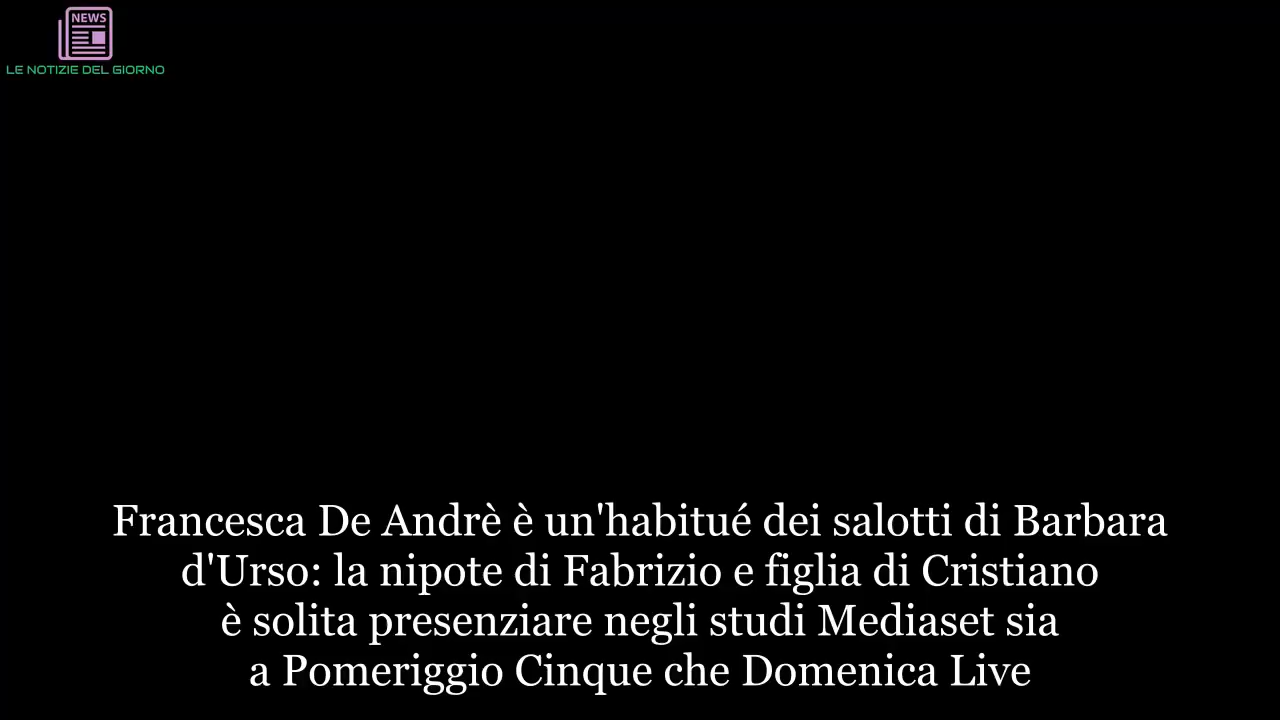 NEWS
LE NOTIZIE DEL GIORNO
Francesca De Andrè è un'habitué dei salotti di Barbara
d'Urso: la nipote di Fabrizio e figlia di Cristiano
è solita presenziare negli studi Mediaset sia
a Pomeriggio Cinque che Domenica Live